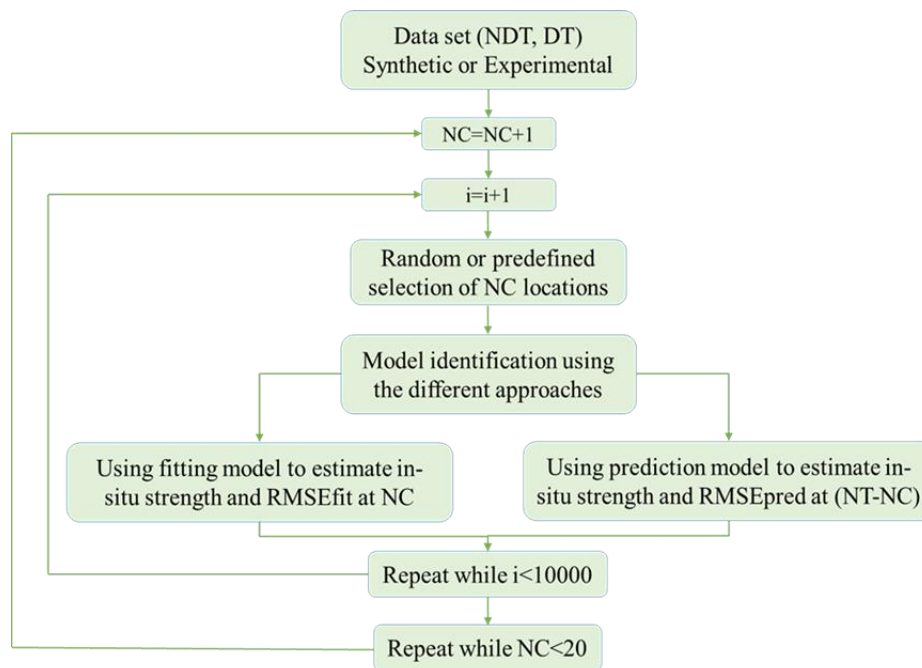 Data set (NDT, DT)
Synthetic or Experimental
NC=NC+1
i=i+1
Random or predefined
selection of NC locations
Model identification using
the different approaches
Using fitting model to estimate in-
situ strength and RMSEfit at NC
Using prediction model to estimate in-
situ strength and RMSEpred at (NT-NC)
Repeat while i<10000
Repeat while NC<20